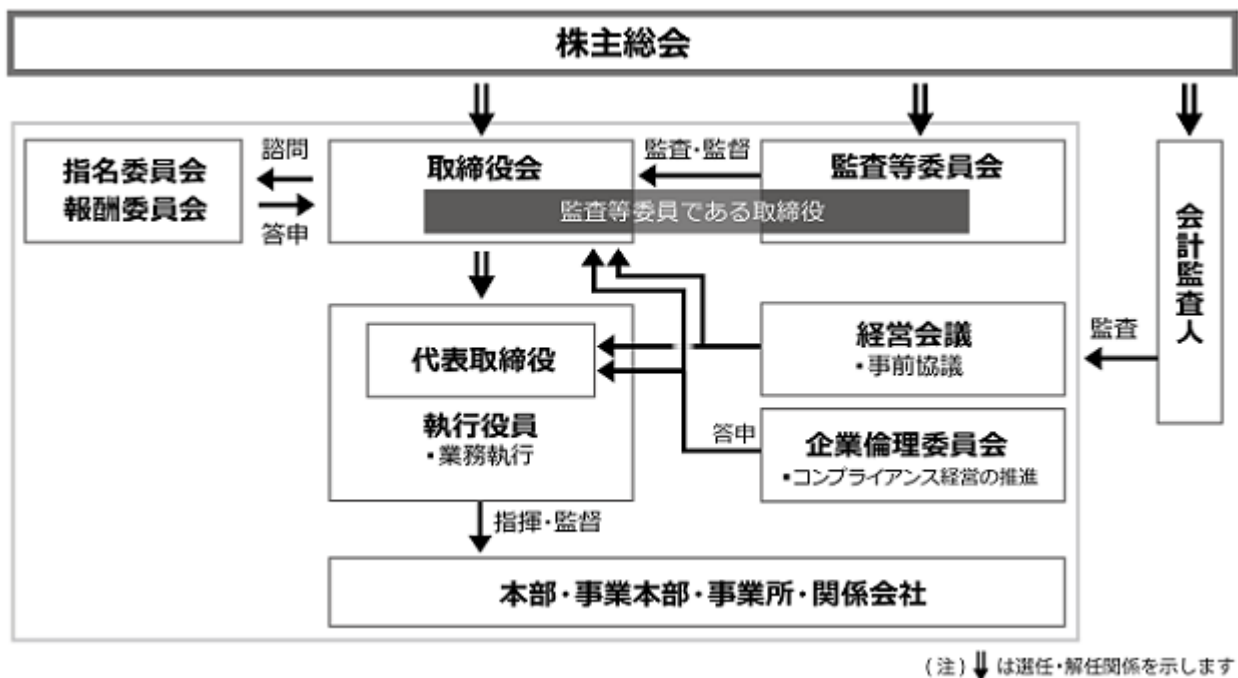 株主総会
指名委員会
報酬委員会
諮問
答申
取締役会
監査・監督
監査等委員会
監査等委員である取締役
会計監査人
代表取締役
執行役員
▪業務執行
経営会議
▪事前協議
監査
答申
企業倫理委員会
▪コンプライアンス経営の推進
指揮・監督
本部・事業本部・事業所・関係会社
(注)⇓は選任・解任関係を示します